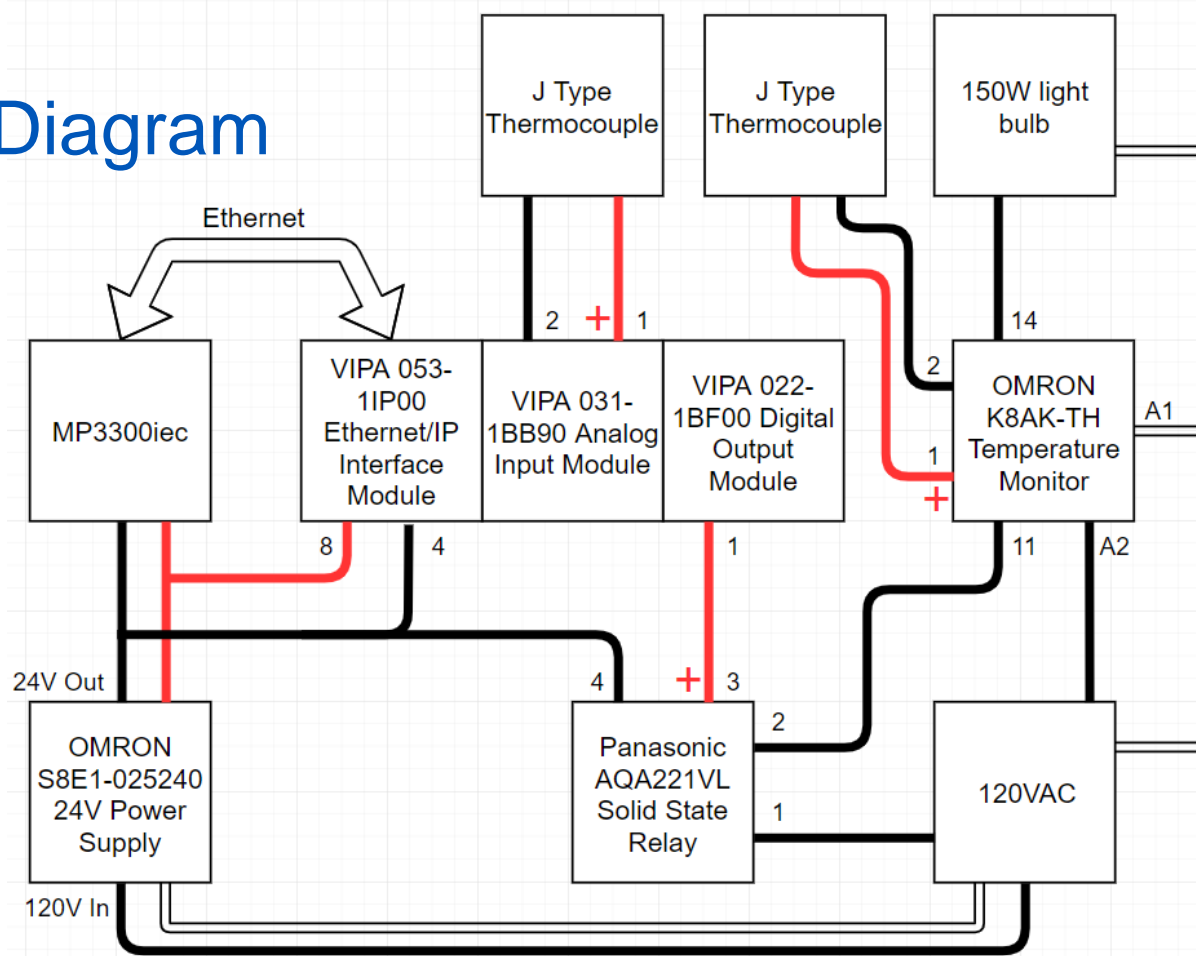 Diagram
J Type
Thermocouple
J Type
Thermocouple
150W light
bulb
Ethernet
2
+
1
14
MP3300iec
VIPA 053-
1IP00
Ethernet/IP
Interface
Module
VIPA 031-
1BB90 Analog
Input Module
VIPA 022-
1BF00 Digital
Output
Module
2
1
+
OMRON
K8AK-TH
Temperature
Monitor
A1
8
4
1
11
A2
24V Out
4
+
3
2
1
OMRON
S8E1-025240
24V Power
Supply
Panasonic
AQA221VL
Solid State
Relay
120VAC
120V In